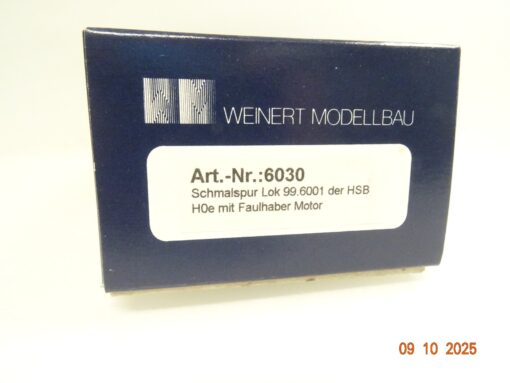 WEINERT MODELLBAU
Art.-Nr.:6030
Schmalspur Lok 99.6001 der HSB
H0e mit Faulhaber Motor
09 10 2025